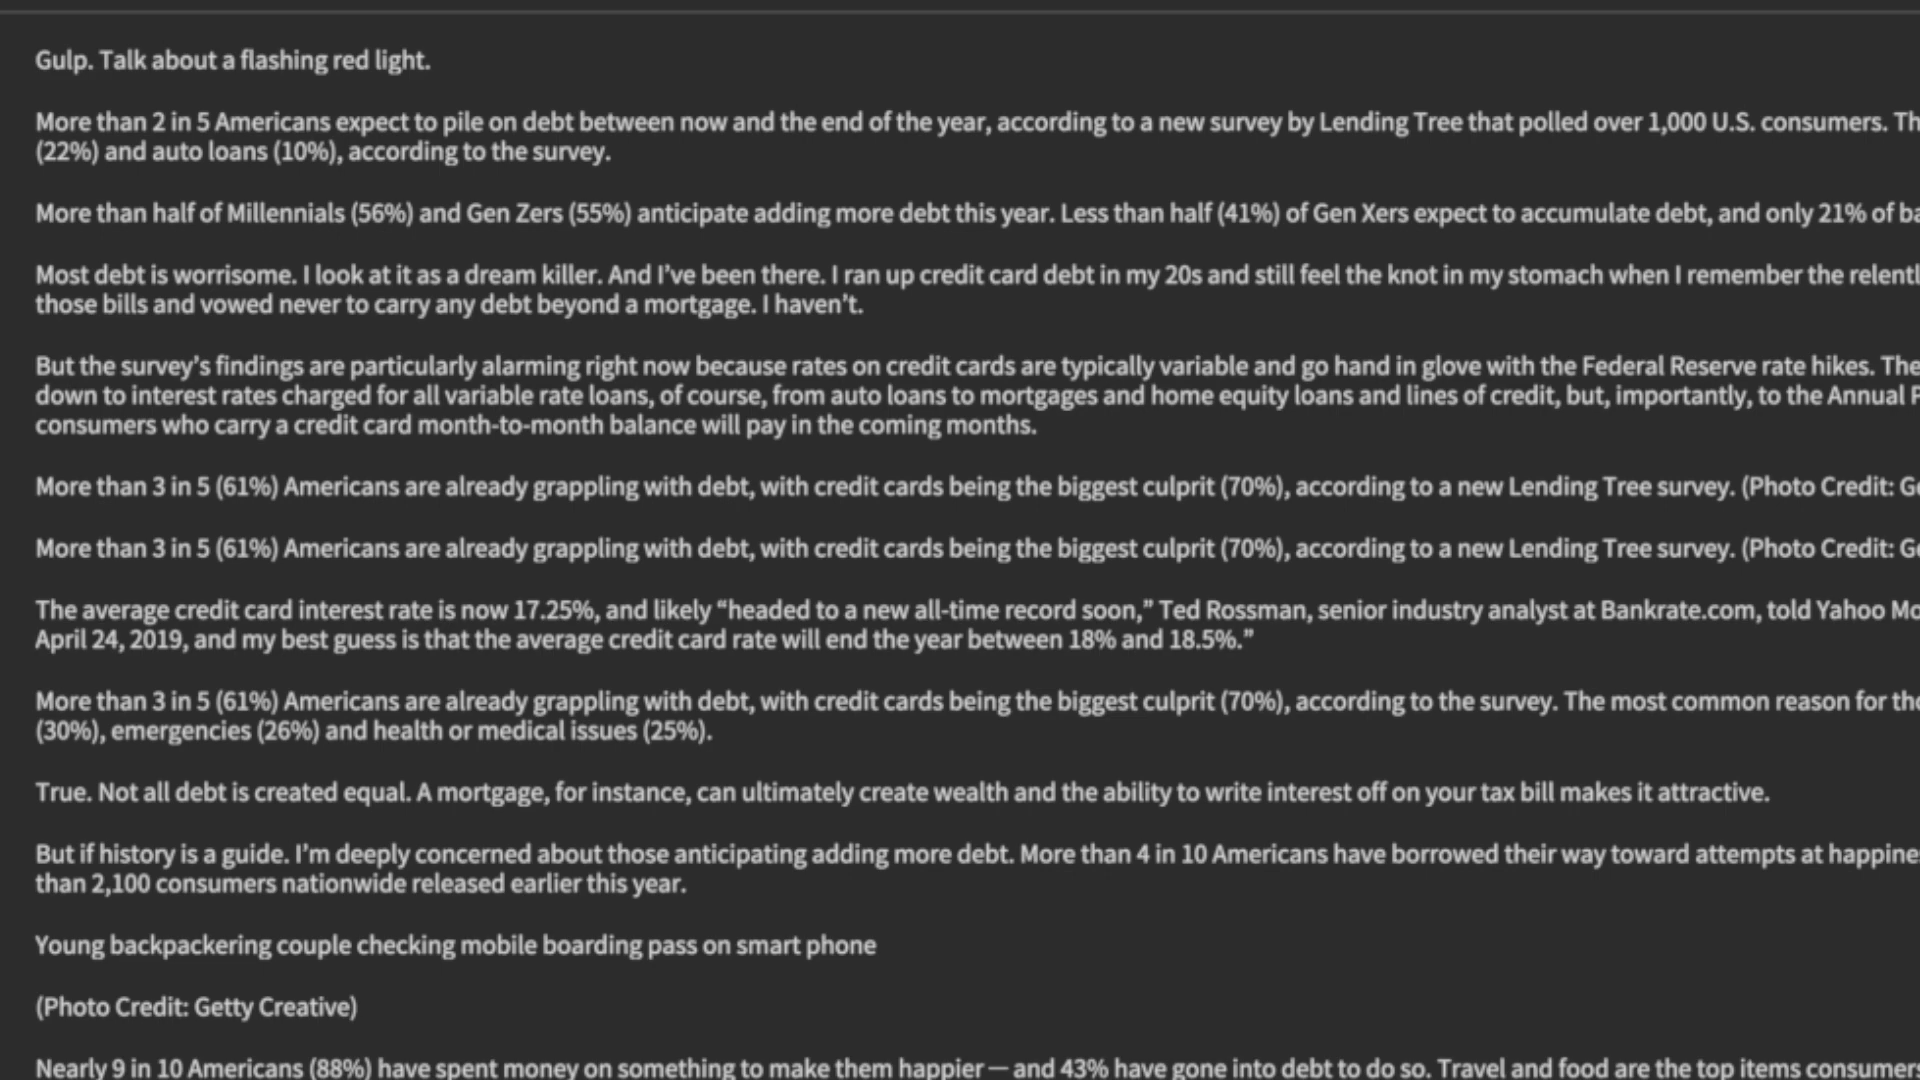 Gulp. Talk about a flashing red light.
More than 2 in 5 Americans expect to pile on debt between now and the end of the year, according to a new survey by Lending Tree that polled over 1,000 U.S. consumers.
(22%) and auto loans (10%), according to the survey.
More than half of Millennials (56%) and Gen Zers (55%) anticipate adding more debt this year. Less than half (41%) of Gen Xers expect to accumulate debt, and only 21% of
Most debt is worrisome. I look at it as a dream killer. And I’ve been there. I ran up credit card debt in my 20s and still feel the knot in my stomach when I remember the
those bills and vowed never to carry any debt beyond a mortgage. I haven’t.
But the survey’s findings are particularly alarming right now because rates on credit cards are typically variable and go hand in glove with the Federal Reserve rate hikes. The
down to interest rates charged for all variable rate loans, of course, from auto loans to mortgages and home equity loans and lines of credit, but, importantly, to the Annual
consumers who carry a credit card month-to-month balance will pay in the coming months.
More than 3 in 5 (61%) Americans are already grappling with debt, with credit cards being the biggest culprit (70%), according to a new Lending Tree survey. (Photo Credit:
More than 3 in 5 (61%) Americans are already grappling with debt, with credit cards being the biggest culprit (70%), according to a new Lending Tree survey. (Photo Credit:
The average credit card interest rate is now 17.25%, and likely “headed to a new all-time record soon,” Ted Rossman, senior industry analyst at Bankrate.com, told Yahoo
April 24, 2019, and my best guess is that the average credit card rate will end the year between 18% and 18.5%.”
More than 3 in 5 (61%) Americans are already grappling with debt, with credit cards being the biggest culprit (70%), according to the survey. The most common reason for
(30%), emergencies (26%) and health or medical issues (25%).
True. Not all debt is created equal. A mortgage, for instance, can ultimately create wealth and the ability to write interest off on your tax bill makes it attractive.
But if history is a guide. I’m deeply concerned about those anticipating adding more debt. More than 4 in 10 Americans have borrowed their way toward attempts at
than 2,100 consumers nationwide released earlier this year.
Young backpackering couple checking mobile boarding pass on smart phone
(Photo Credit: Getty Creative)
Nearly 9 in 10 Americans (88%) have spent money on something to make them happier — and 43% have gone into debt to do so. Travel and food are the top items